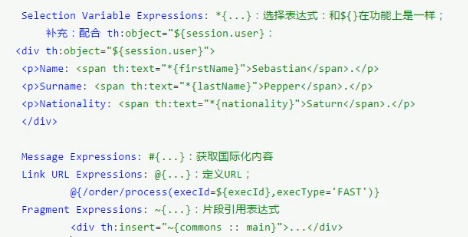 Selection Variable Expressions: *{...}：选择表达式：和${}在功能上是一样；
补充：配合 th:object="${session.user}：
<div th:object="${session.user}">
<p>Name: <span th:text="*{firstName}">Sebastian</span>.</p>
<p>Surname: <span th:text="*{lastName}">Pepper</span>.</p>
<p>Nationality: <span th:text="*{nationality}">Saturn</span>.</p>
</div>
Message Expressions: #{...}：获取国际化内容
Link URL Expressions: @{...}：定义URL；
@{/order/process(execId=${execId},execType='FAST')}
Fragment Expressions: ~{...}：片段引用表达式
<div th:insert="~{commons :: main}">...</div>